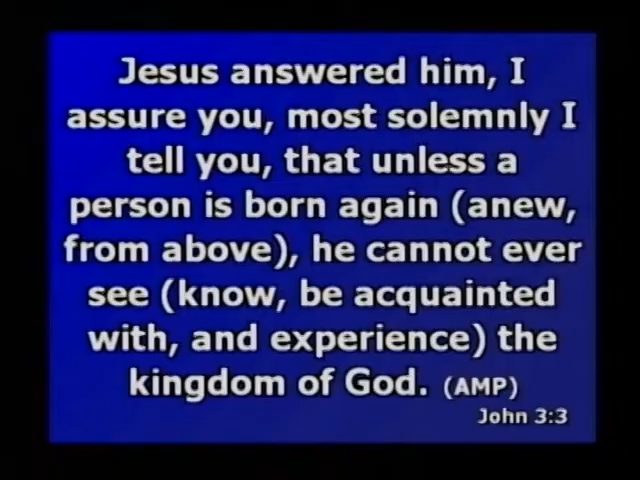 Jesus answered him, I
assure you, most solemnly I
tell you, that unless a
person is born again (anew,
from above), he cannot ever
see (know, be acquainted
with, and experience) the
kingdom of God. (AMP)
John 3:3